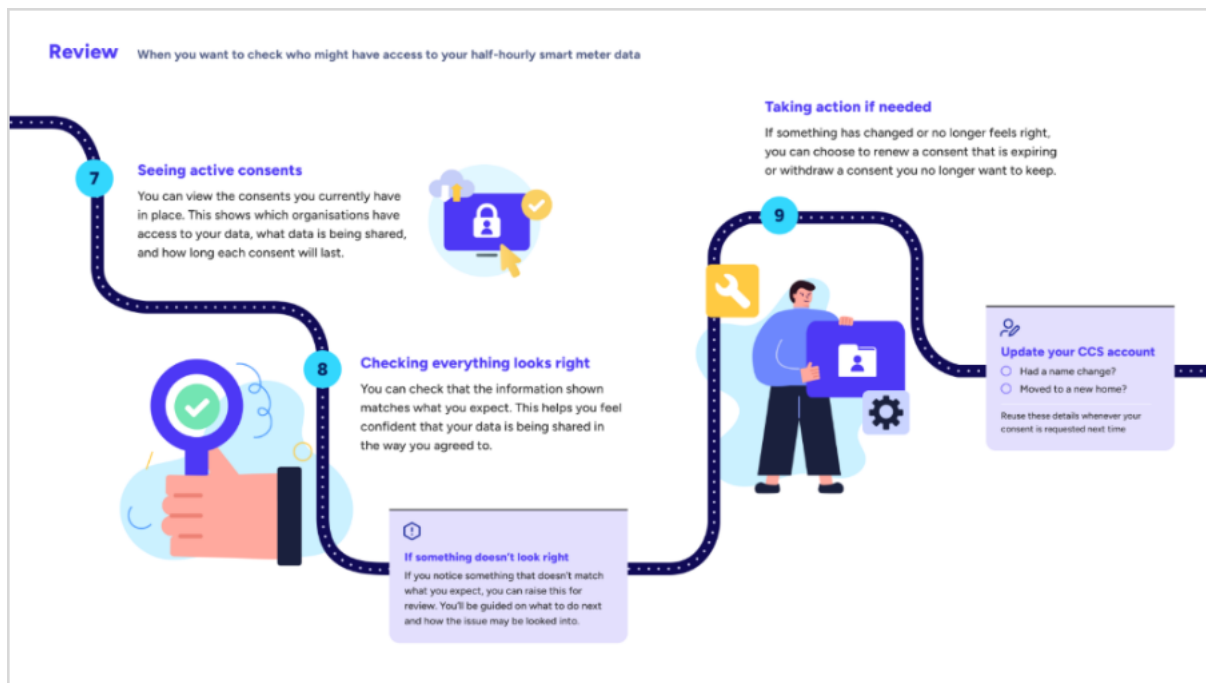 Review
When you want to check who might have access to your half-hourly smart meter data
7
Seeing active consents
You can view the consents you currently have
in place. This shows which organisations have
access to your data, what data is being shared,
and how long each consent will last.
8
Checking everything looks right
You can check that the information shown
matches what you expect. This helps you feel
confident that your data is being shared in
the way you agreed to.
If something doesn't look right
If you notice something that doesn't match
what you expect, you can raise this for
review. You'll be guided on what to do next
and how the issue may be looked into.
Taking action if needed
If something has changed or no longer feels right,
you can choose to renew a consent that is expiring
or withdraw a consent you no longer want to keep.
9
Update your CCS account
Had a name change?
Moved to a new home?
Reuse these details whenever your
consent is requested next time